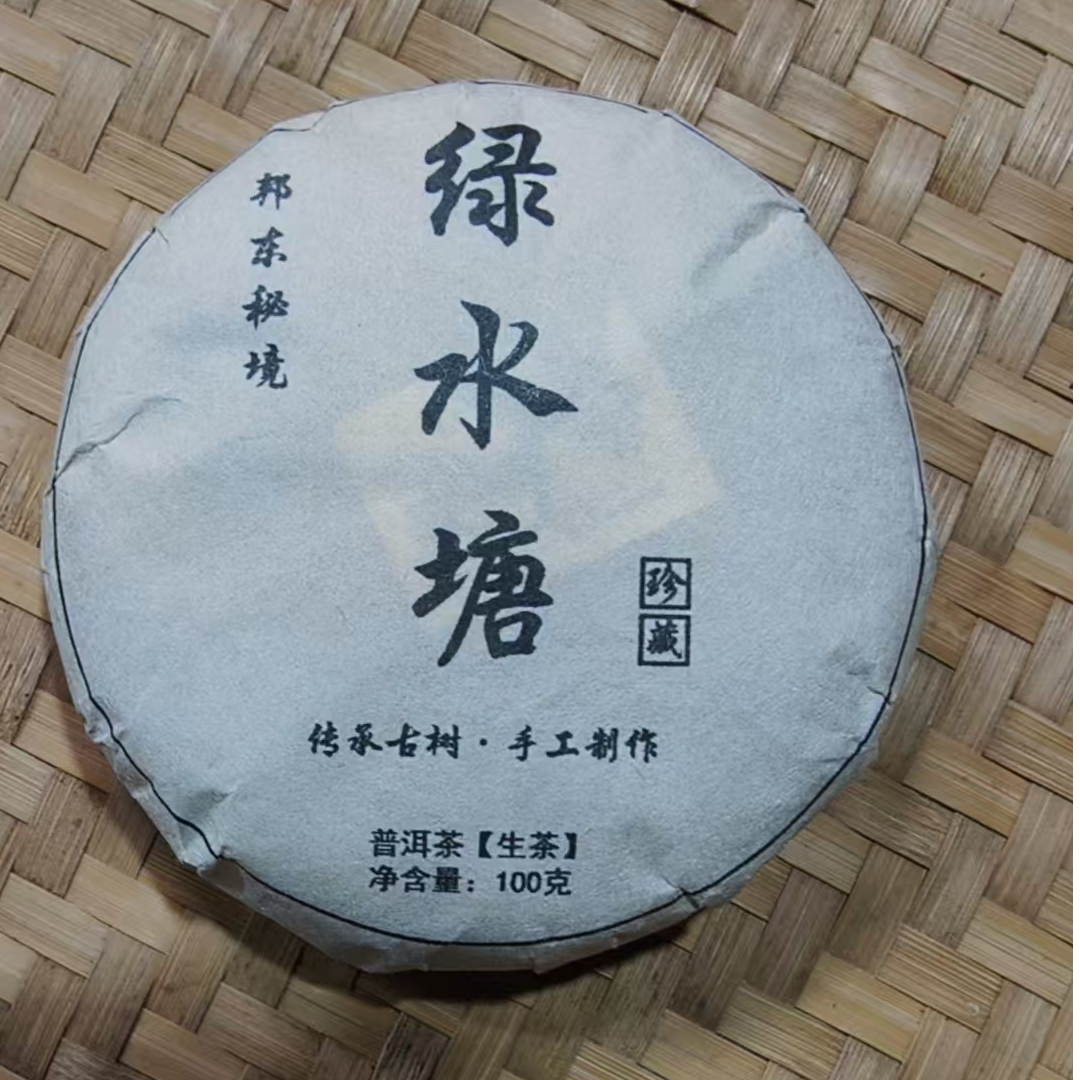 绿水塘
邦东秘境
珍藏
传承古树·手工制作
普洱茶【生茶】
净含量：100克